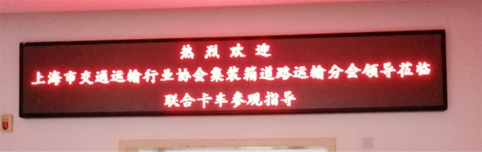 热烈欢迎
上海市交通运输行业协会集装箱道路运输分会领导莅临
联合卡车参观指导